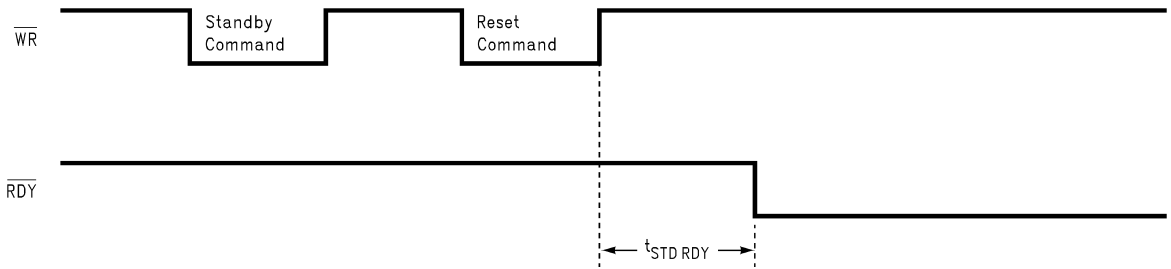 WR
Standby
Command
Reset
Command
RDY
tSTD RDY